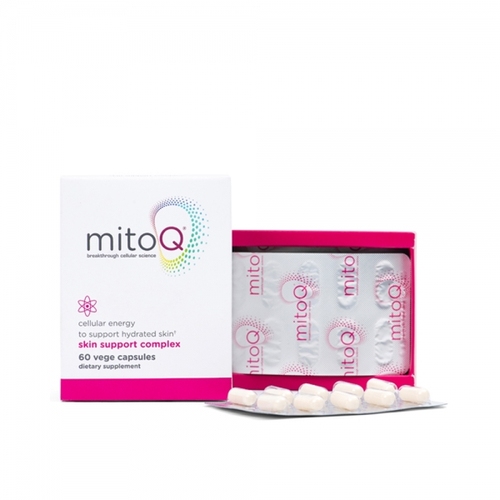 mitoQ®
breakthrough cellular science
cellular energy
to support hydrated skin‡
skin support complex
60 vege capsules
dietary supplement
mitoQ
mitoQ
mitoQ